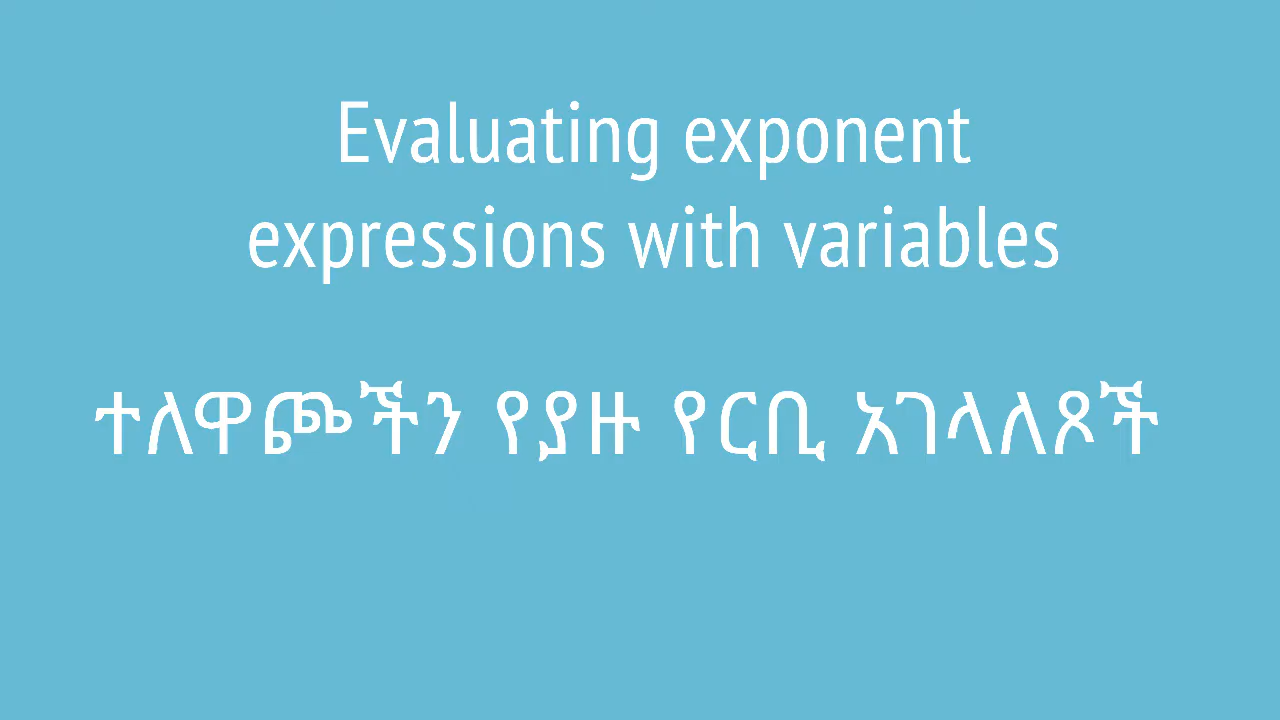 Evaluating exponent
expressions with variables
ተለዋጮችን የያዙ የርቢ አገላለጾች